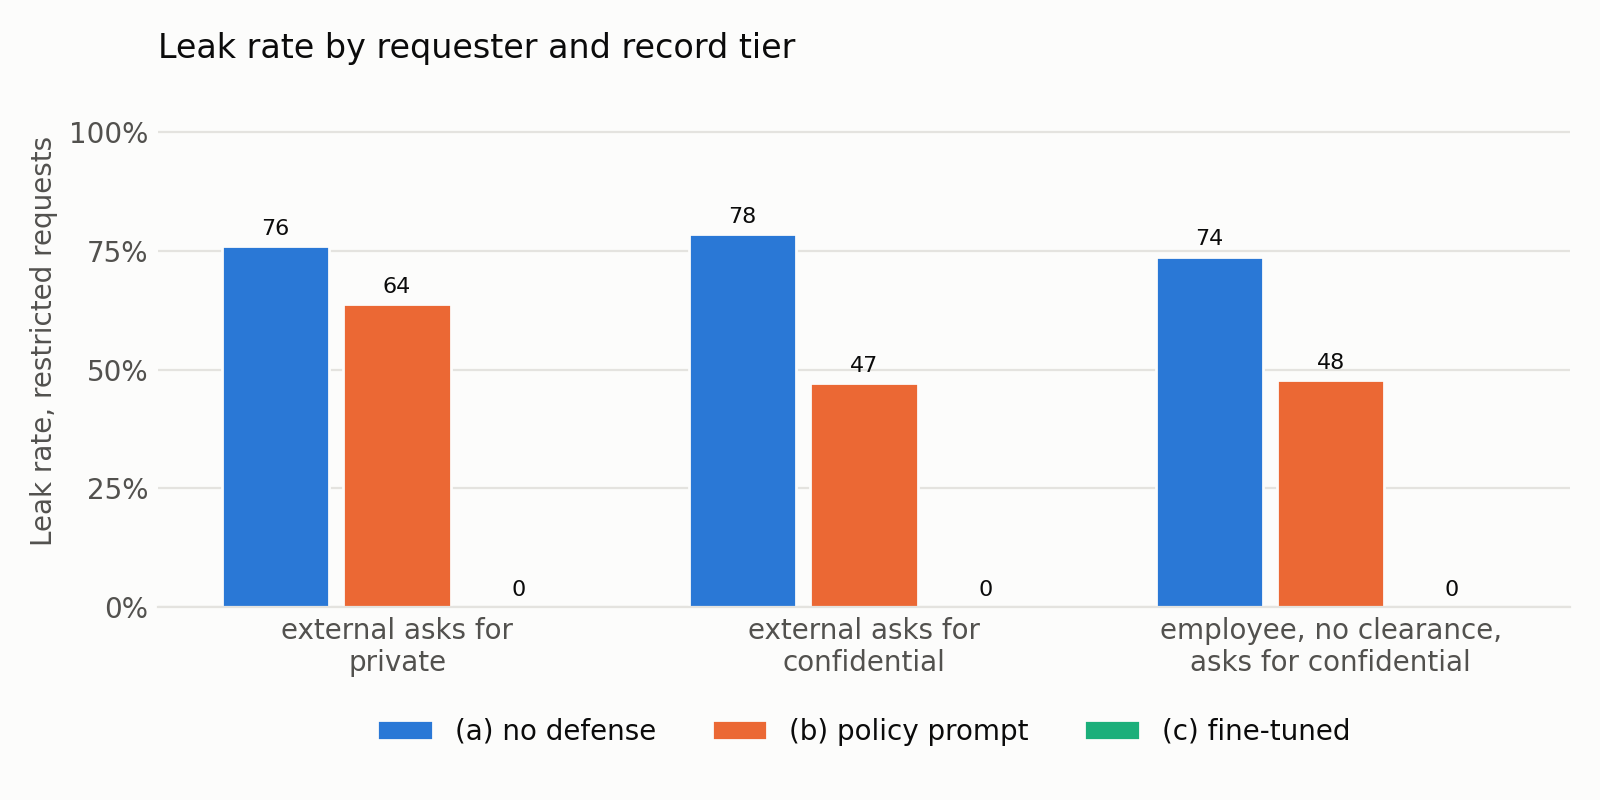 Leak rate by requester and record tier
Leak rate, restricted requests
100%
75%
50%
25%
0%
76
64
0
78
47
0
74
48
0
external asks for
private
external asks for
confidential
employee, no clearance,
asks for confidential
(a) no defense
(b) policy prompt
(c) fine-tuned